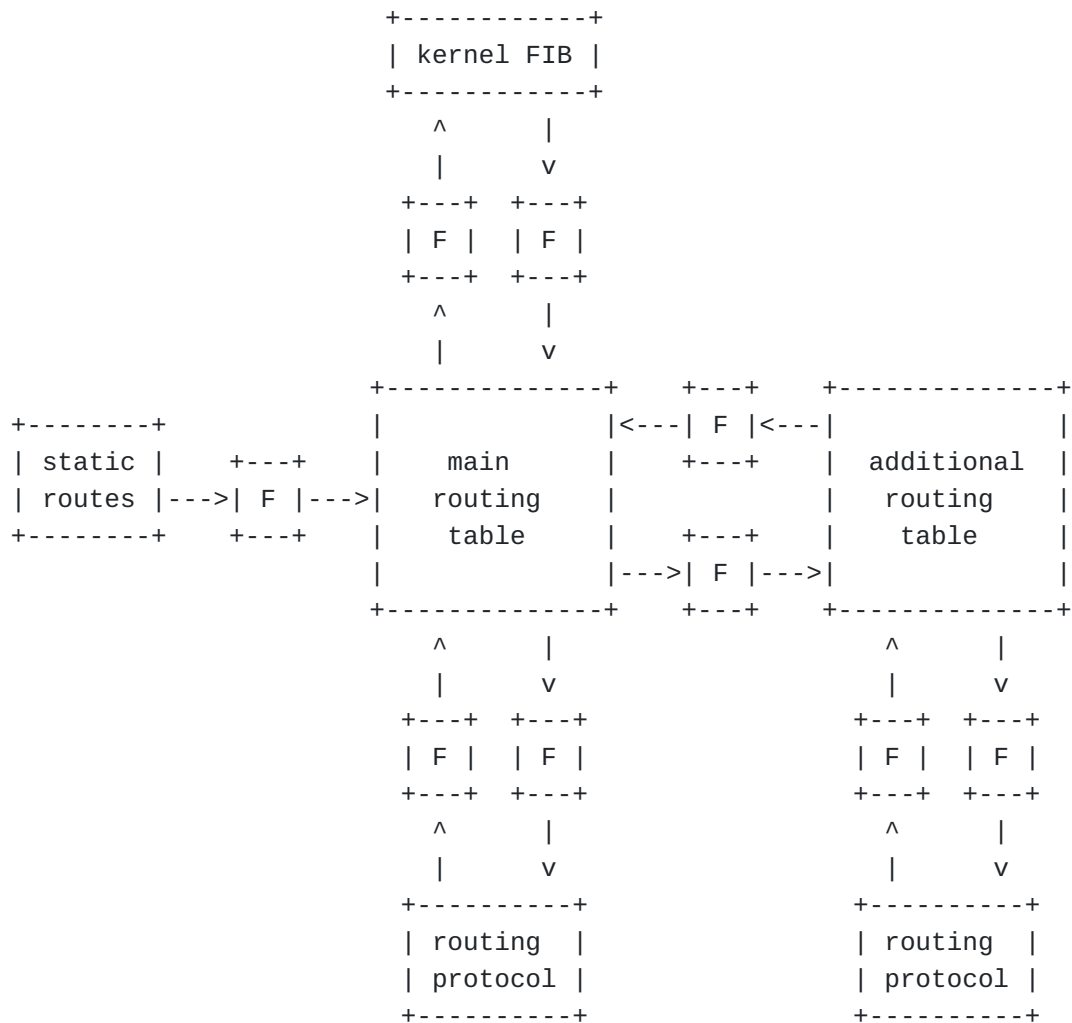 kernel FIB
F F
F
static main additional
routes F routing routing
table table
F
F F F F
routing routing
protocol protocol